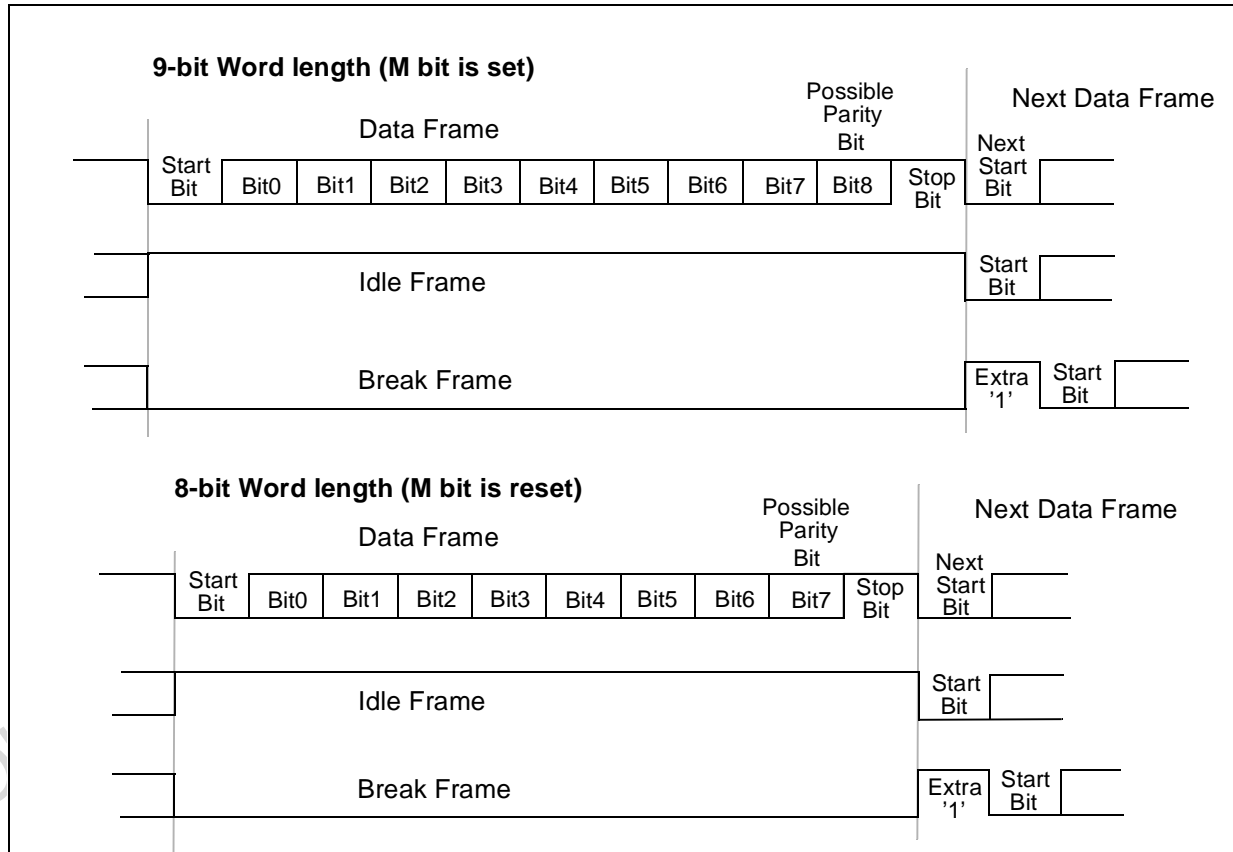 9-bit Word length (M bit is set)
Possible
Parity
Bit
Next Data Frame
Data Frame
Next
Start
Bit
Start
Bit
Bit0
Bit1
Bit2
Bit3
Bit4
Bit5
Bit6
Bit7
Bit8
Stop
Bit
Idle Frame
Start
Bit
Break Frame
Extra
'1'
Start
Bit
8-bit Word length (M bit is reset)
Possible
Parity
Bit
Next Data Frame
Data Frame
Next
Start
Bit
Start
Bit
Bit0
Bit1
Bit2
Bit3
Bit4
Bit5
Bit6
Bit7
Stop
Bit
Idle Frame
Start
Bit
Break Frame
Extra
'1'
Start
Bit